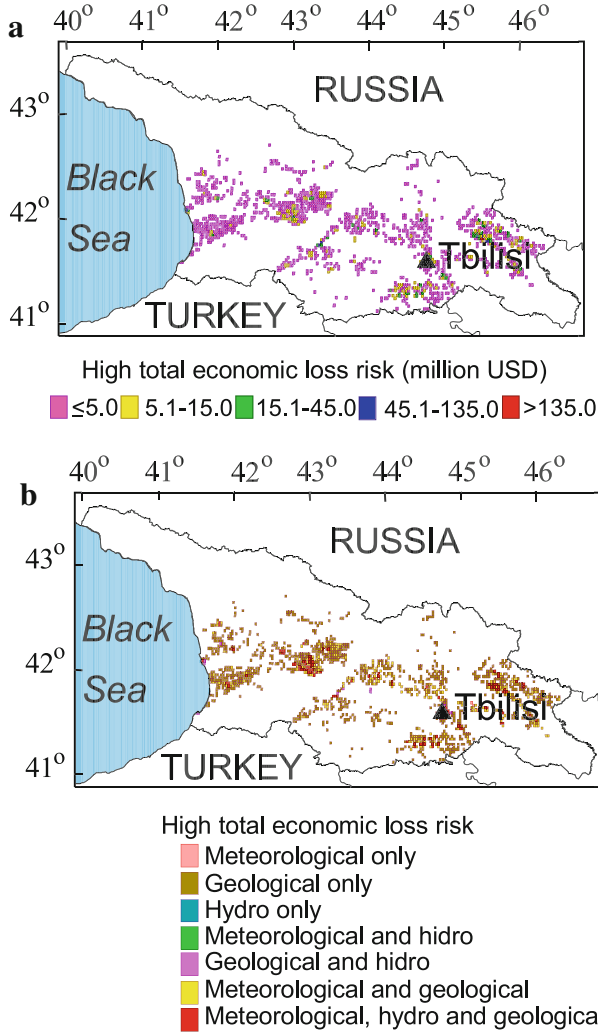 a
40° 41° 42° 43° 44° 45° 46°
43°
42°
41°
RUSSIA
Black
Sea
Tbilisi
TURKEY
High total economic loss risk (million USD)
≤5.0 5.1-15.0 15.1-45.0 45.1-135.0 >135.0
b
40° 41° 42° 43° 44° 45° 46°
43°
42°
41°
RUSSIA
Black
Sea
Tbilisi
TURKEY
High total economic loss risk
Meteorological only
Geological only
Hydro only
Meteorological and hidro
Geological and hidro
Meteorological and geological
Meteorological, hydro and geologica